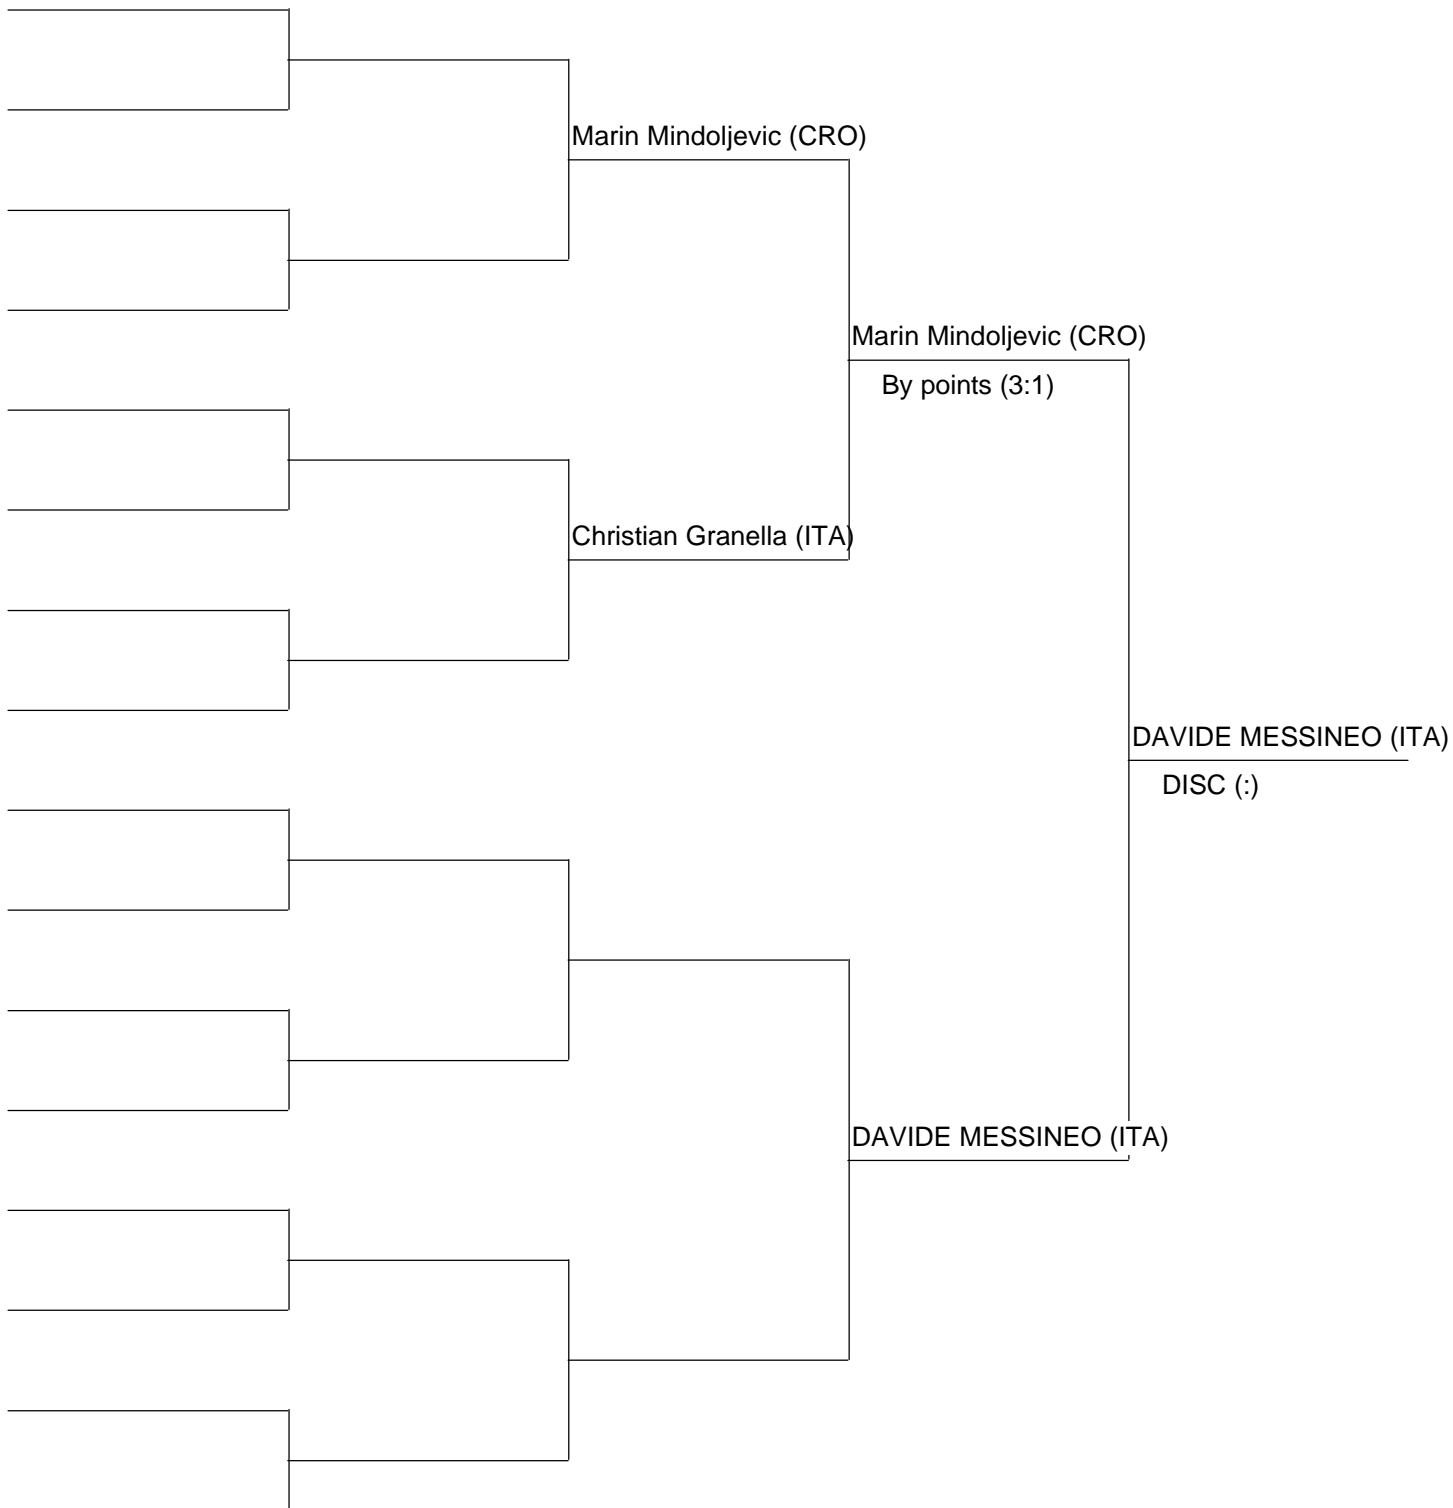 Marin Mindoljevic (CRO)
Marin Mindoljevic (CRO)
By points (3:1)
Christian Granella (ITA)
DAVIDE MESSINEO (ITA)
DISC (:)
DAVIDE MESSINEO (ITA)